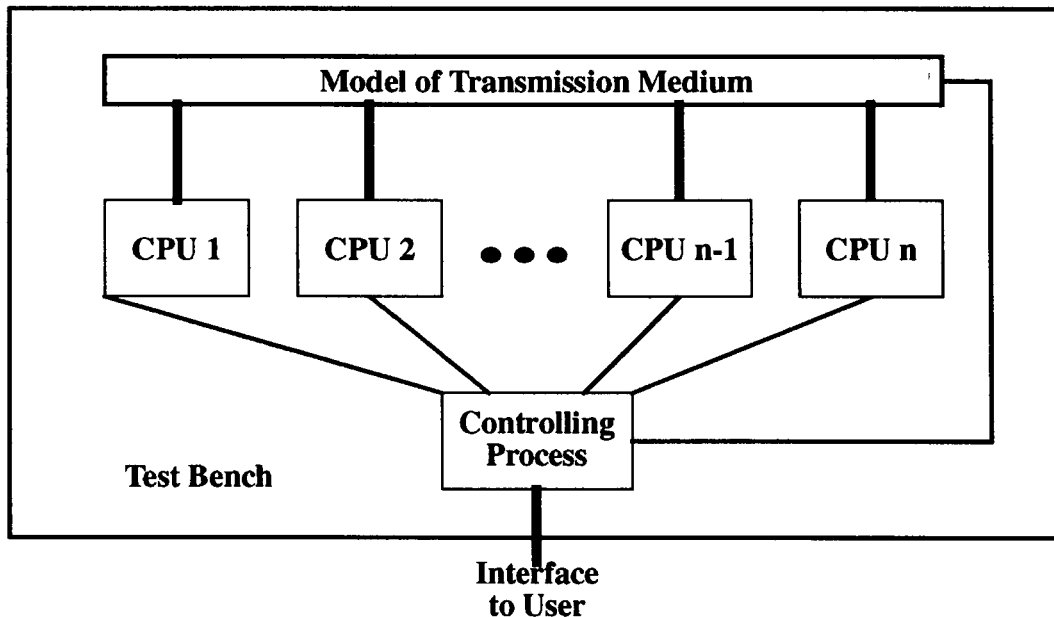 Model of Transmission Medium
CPU 1
CPU 2
CPU n-1
CPU n
Controlling
Process
Test Bench
Interface
to User